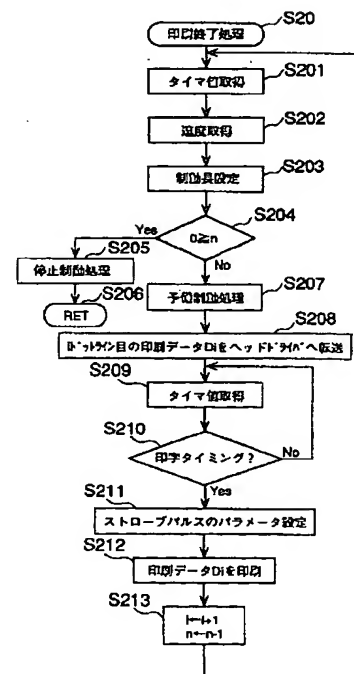 S20
印刷終了処理
S201
タイマ値取得
S202
速度取得
S203
制動長設定
S204
0≧n
Yes
No
S205
停止制動処理
S206
RET
S207
予備制動処理
S208
ﾄﾞｯﾄﾗｲﾝ目の印刷データDiをヘッドドライバへ転送
S209
タイマ値取得
S210
印字タイミング?
No
Yes
S211
ストローブパルスのパラメータ設定
S212
印刷データDiを印刷
S213
i←i+1
n←n-1